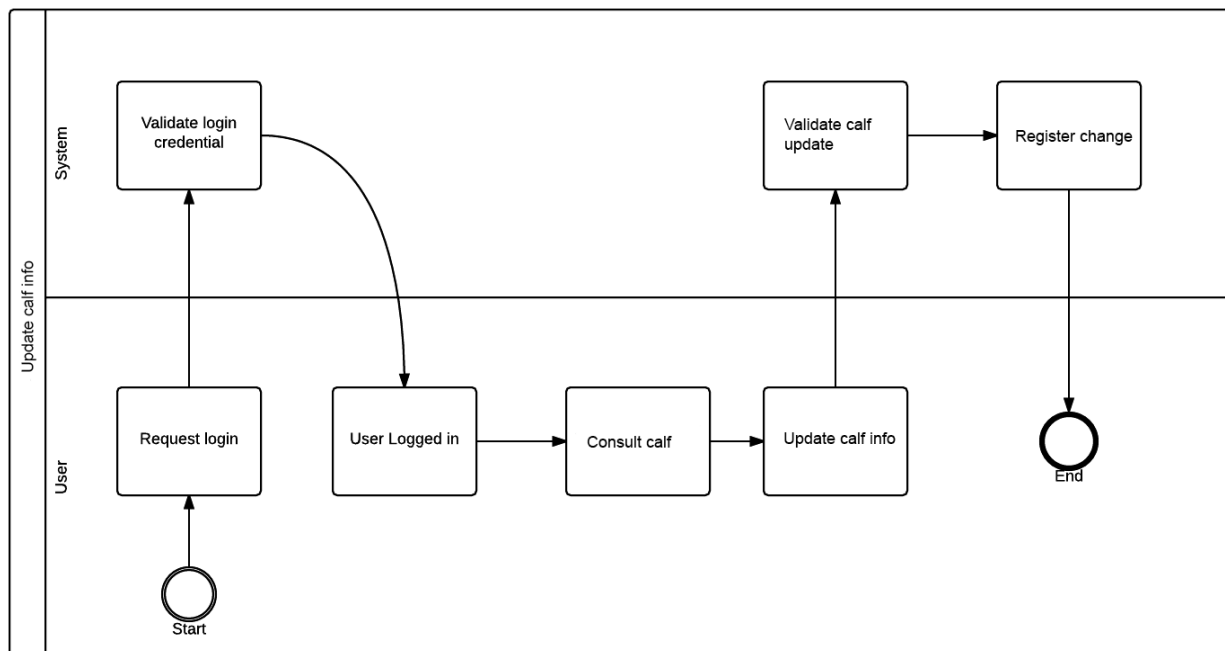 Update calf info
System
Validate login
credential
Validate calf
update
Register change
User
Request login
User Logged in
Consult calf
Update calf info
End
Start